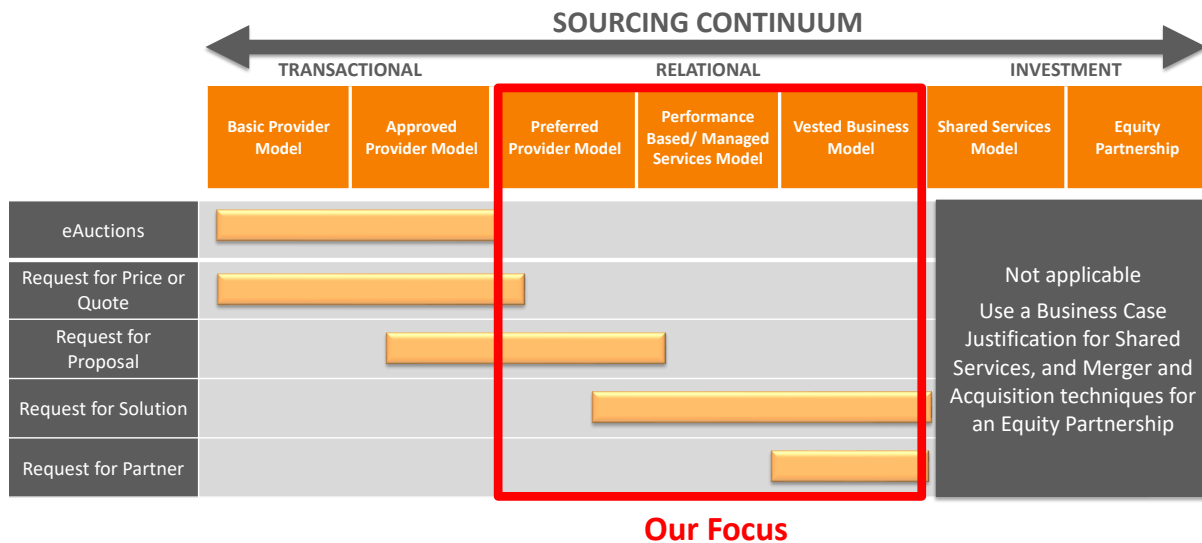 SOURCING CONTINUUM
TRANSACTIONAL
RELATIONAL
INVESTMENT
Basic Provider
Model
Approved
Provider Model
Preferred
Provider Model
Performance
Based/ Managed
Services Model
Vested Business
Model
Shared Services
Model
Equity
Partnership
eAuctions
Request for Price or
Quote
Request for
Proposal
Request for Solution
Request for Partner
Not applicable
Use a Business Case
Justification for Shared
Services, and Merger and
Acquisition techniques for
an Equity Partnership
Our Focus